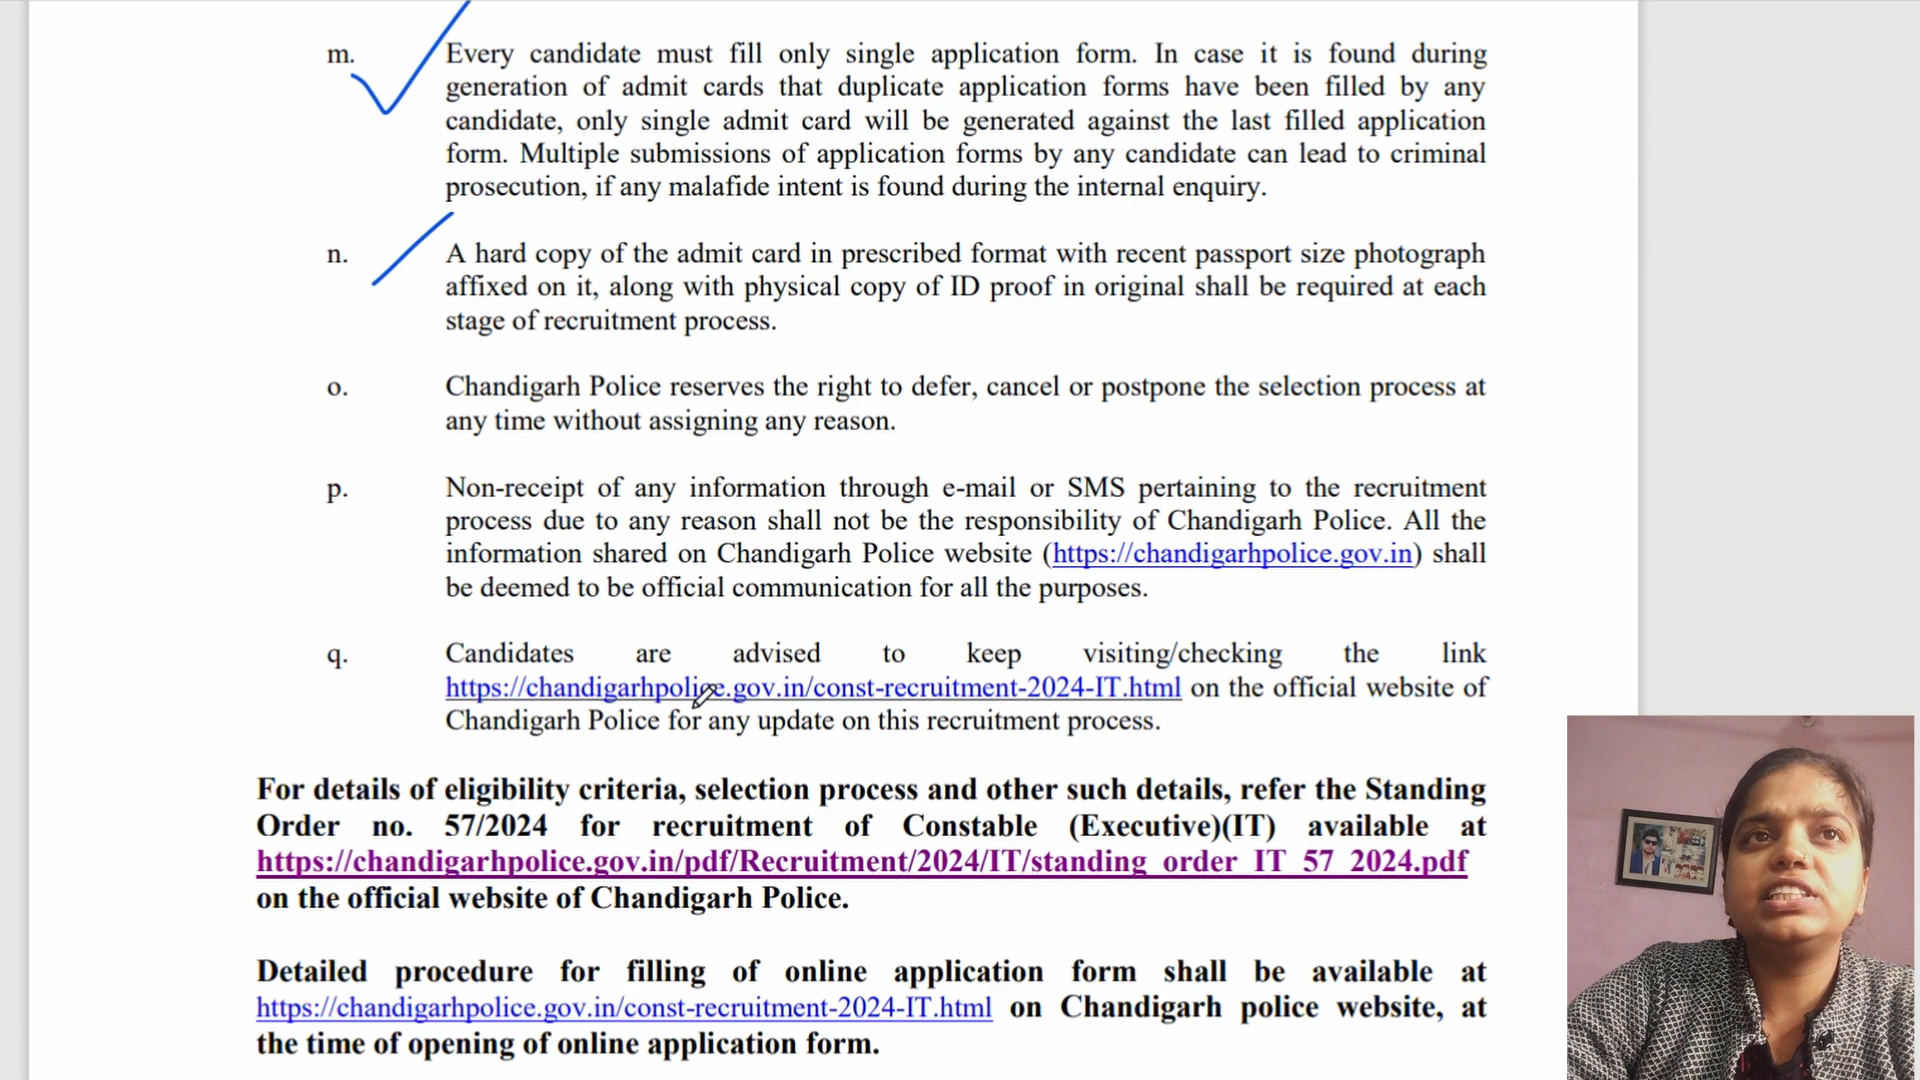 m. Every candidate must fill only single application form. In case it is found during
generation of admit cards that duplicate application forms have been filled by any
candidate, only single admit card will be generated against the last filled application
form. Multiple submissions of application forms by any candidate can lead to criminal
prosecution, if any malafide intent is found during the internal enquiry.
n. A hard copy of the admit card in prescribed format with recent passport size photograph
affixed on it, along with physical copy of ID proof in original shall be required at each
stage of recruitment process.
o. Chandigarh Police reserves the right to defer, cancel or postpone the selection process at
any time without assigning any reason.
p. Non-receipt of any information through e-mail or SMS pertaining to the recruitment
process due to any reason shall not be the responsibility of Chandigarh Police. All the
information shared on Chandigarh Police website (https://chandigarhpolice.gov.in) shall
be deemed to be official communication for all the purposes.
q. Candidates are advised to keep visiting/checking the link
https://chandigarhpolice.gov.in/const-recruitment-2024-IT.html on the official website of
Chandigarh Police for any update on this recruitment process.
For details of eligibility criteria, selection process and other such details, refer the Standing
Order no. 57/2024 for recruitment of Constable (Executive)(IT) available at
https://chandigarhpolice.gov.in/pdf/Recruitment/2024/IT/standing_order_IT_57_2024.pdf
on the official website of Chandigarh Police.
Detailed procedure for filling of online application form shall be available at
https://chandigarhpolice.gov.in/const-recruitment-2024-IT.html on Chandigarh police website, at
the time of opening of online application form.